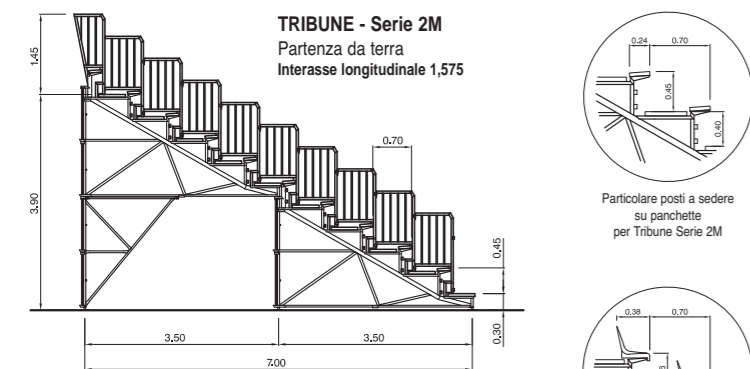 TRIBUNE - Serie 2M
Partenza da terra
Interasse longitudinale 1,575
1.45
3.90
0.70
0.45
0.30
3.50
3.50
7.00
0.24
0.70
0.45
0.40
Particolare posti a sedere
su panchette
per Tribune Serie 2M
0.38
0.70